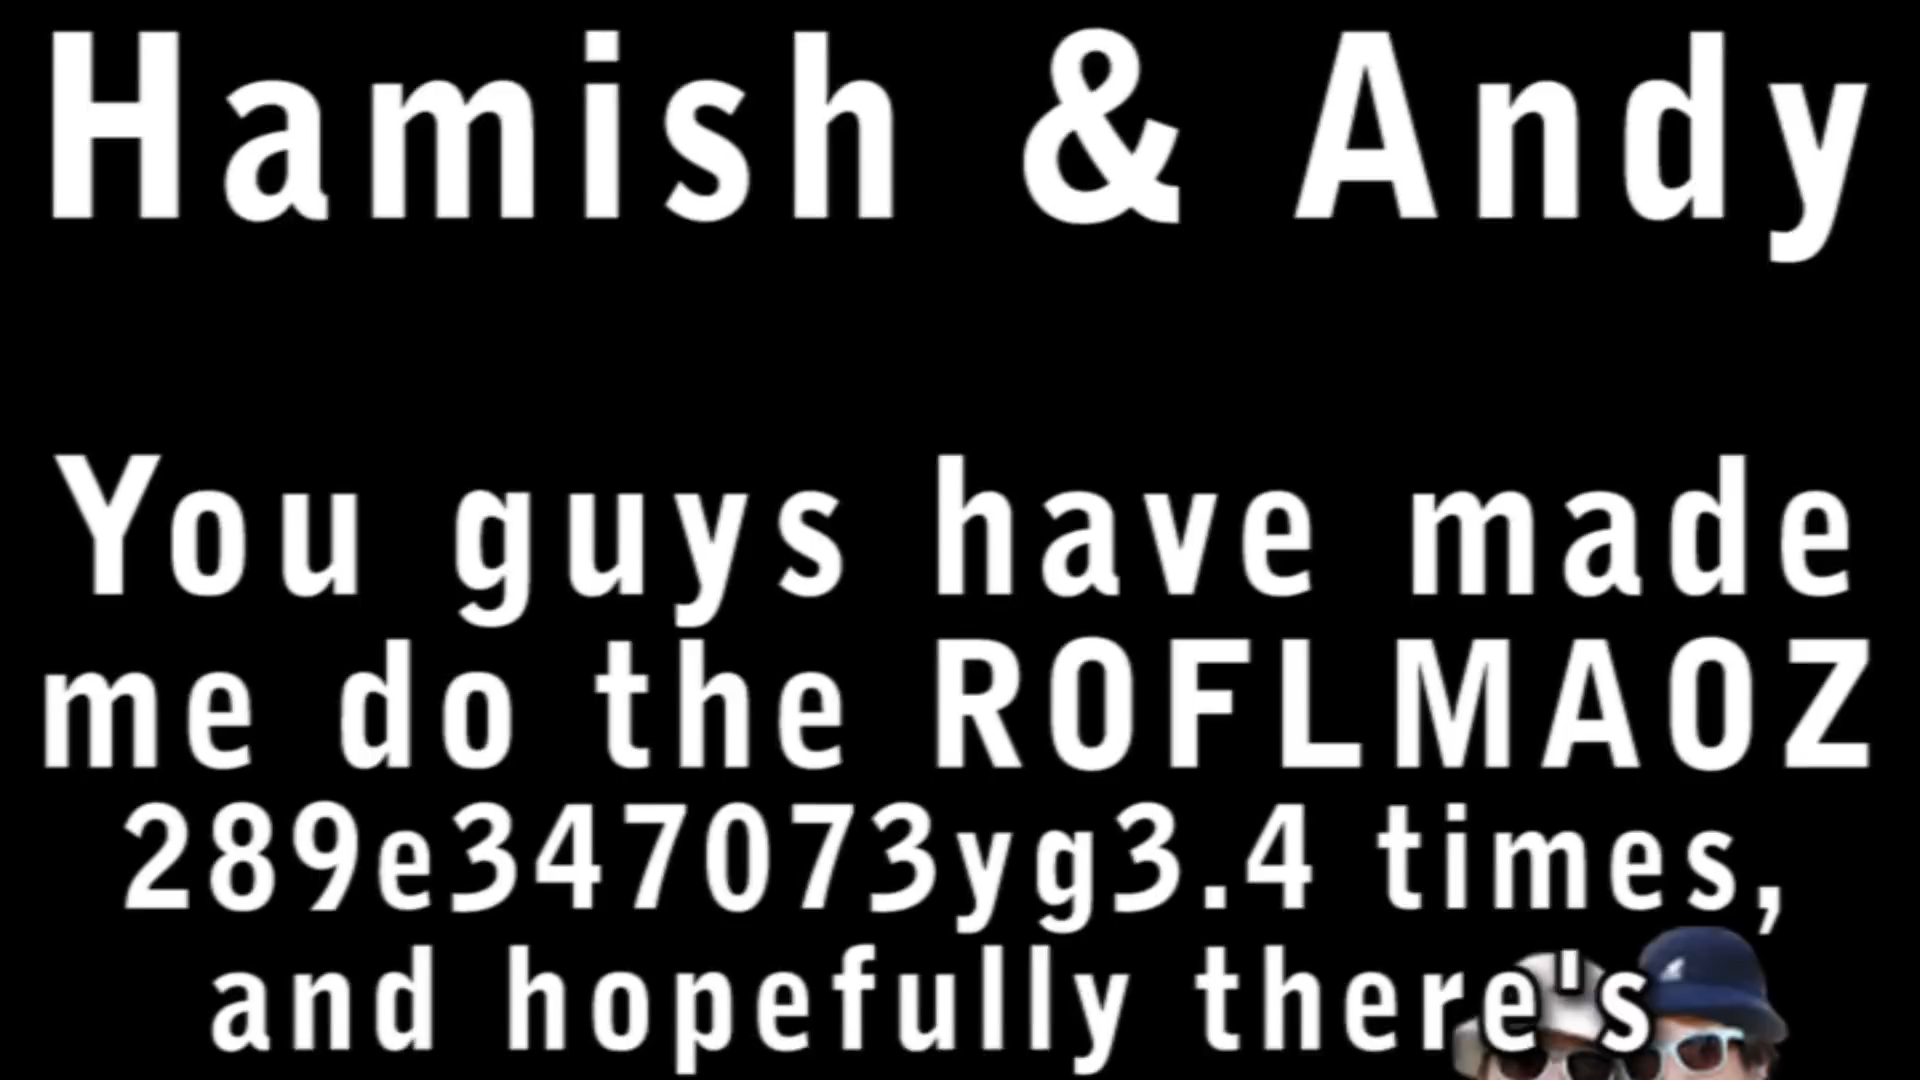 Hamish & Andy
You guys have made
me do the ROFLMAOZ
289e347073yg3.4 times,
and hopefully there's